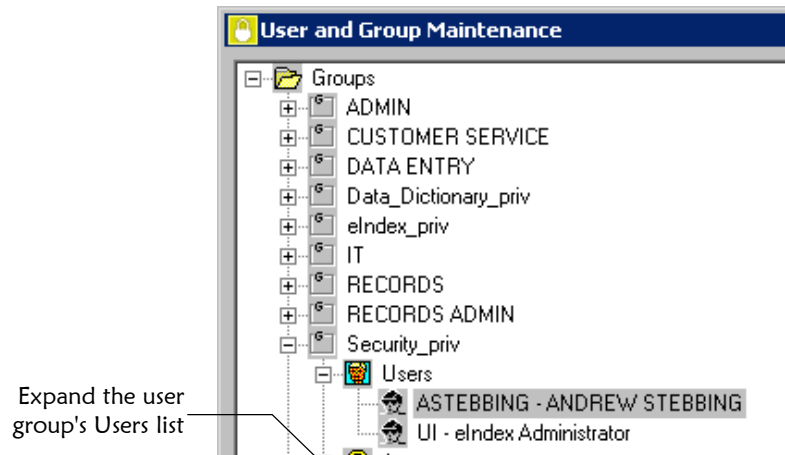 User and Group Maintenance
Groups
ADMIN
CUSTOMER SERVICE
DATA ENTRY
Data_Dictionary_priv
eIndex_priv
IT
RECORDS
RECORDS ADMIN
Security_priv
Users
ASTEBBING - ANDREW STEBBING
UI - eIndex Administrator
Expand the user
group's Users list